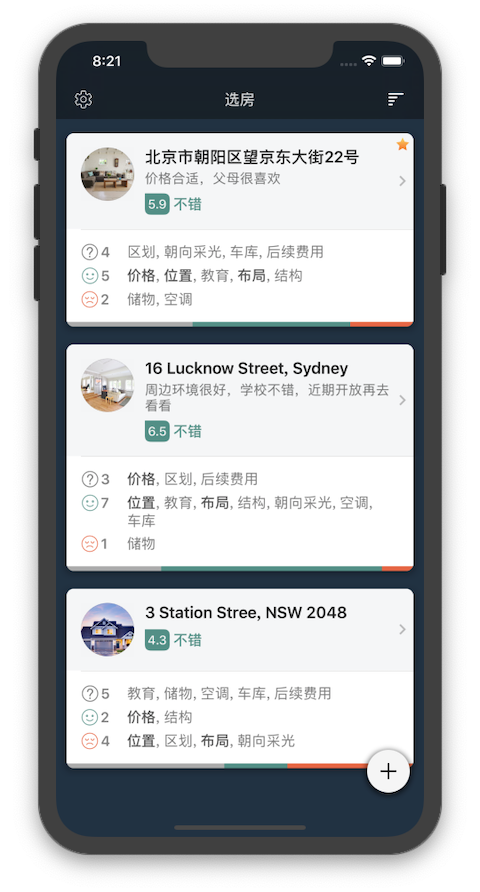 8:21
选房
北京市朝阳区望京东大街22号
价格合适，父母很喜欢
5.9 不错
4 区划, 朝向采光, 车库, 后续费用
5 价格, 位置, 教育, 布局, 结构
2 储物, 空调
16 Lucknow Street, Sydney
周边环境很好，学校不错，近期开放再去
看看
6.5 不错
3 价格, 区划, 后续费用
7 位置, 教育, 布局, 结构, 朝向采光, 空调,
车库
1 储物
3 Station Stree, NSW 2048
4.3 不错
5 教育, 储物, 空调, 车库, 后续费用
2 价格, 结构
4 位置, 区划, 布局, 朝向采光